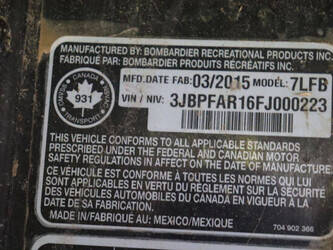 MANUFACTURED BY: BOMBARDIER RECREATIONAL PRODUCTS INC.
FABRIQUÉ PAR: BOMBARDIER PRODUITS RÉCRÉATIFS INC.
MFD.DATE FAB: 03/2015 MODÈL: 7LFB
CANADA
931
TRANSPORT
VIN / NIV: 3JBPFAR16FJ000223
THIS VEHICLE CONFORMS TO ALL APPLICABLE STANDARDS
PRESCRIBED UNDER THE FEDERAL AND CANADIAN MOTOR
SAFETY REGULATIONS IN EFFECT ON THE DATE OF MANUFACTURE
CE VÉHICULE EST CONFORME À TOUTES LES NORMES QUI LUI
SONT APPLICABLES EN VERTU DU RÈGLEMENT SUR LA SÉCURITÉ
DES VÉHICULES AUTOMOBILES DU CANADA EN VIGUEUR À LA
DATE DE SA FABRICATION
MADE IN / FABRIQUÉ AU: MEXICO/MEXIQUE
704 902 366